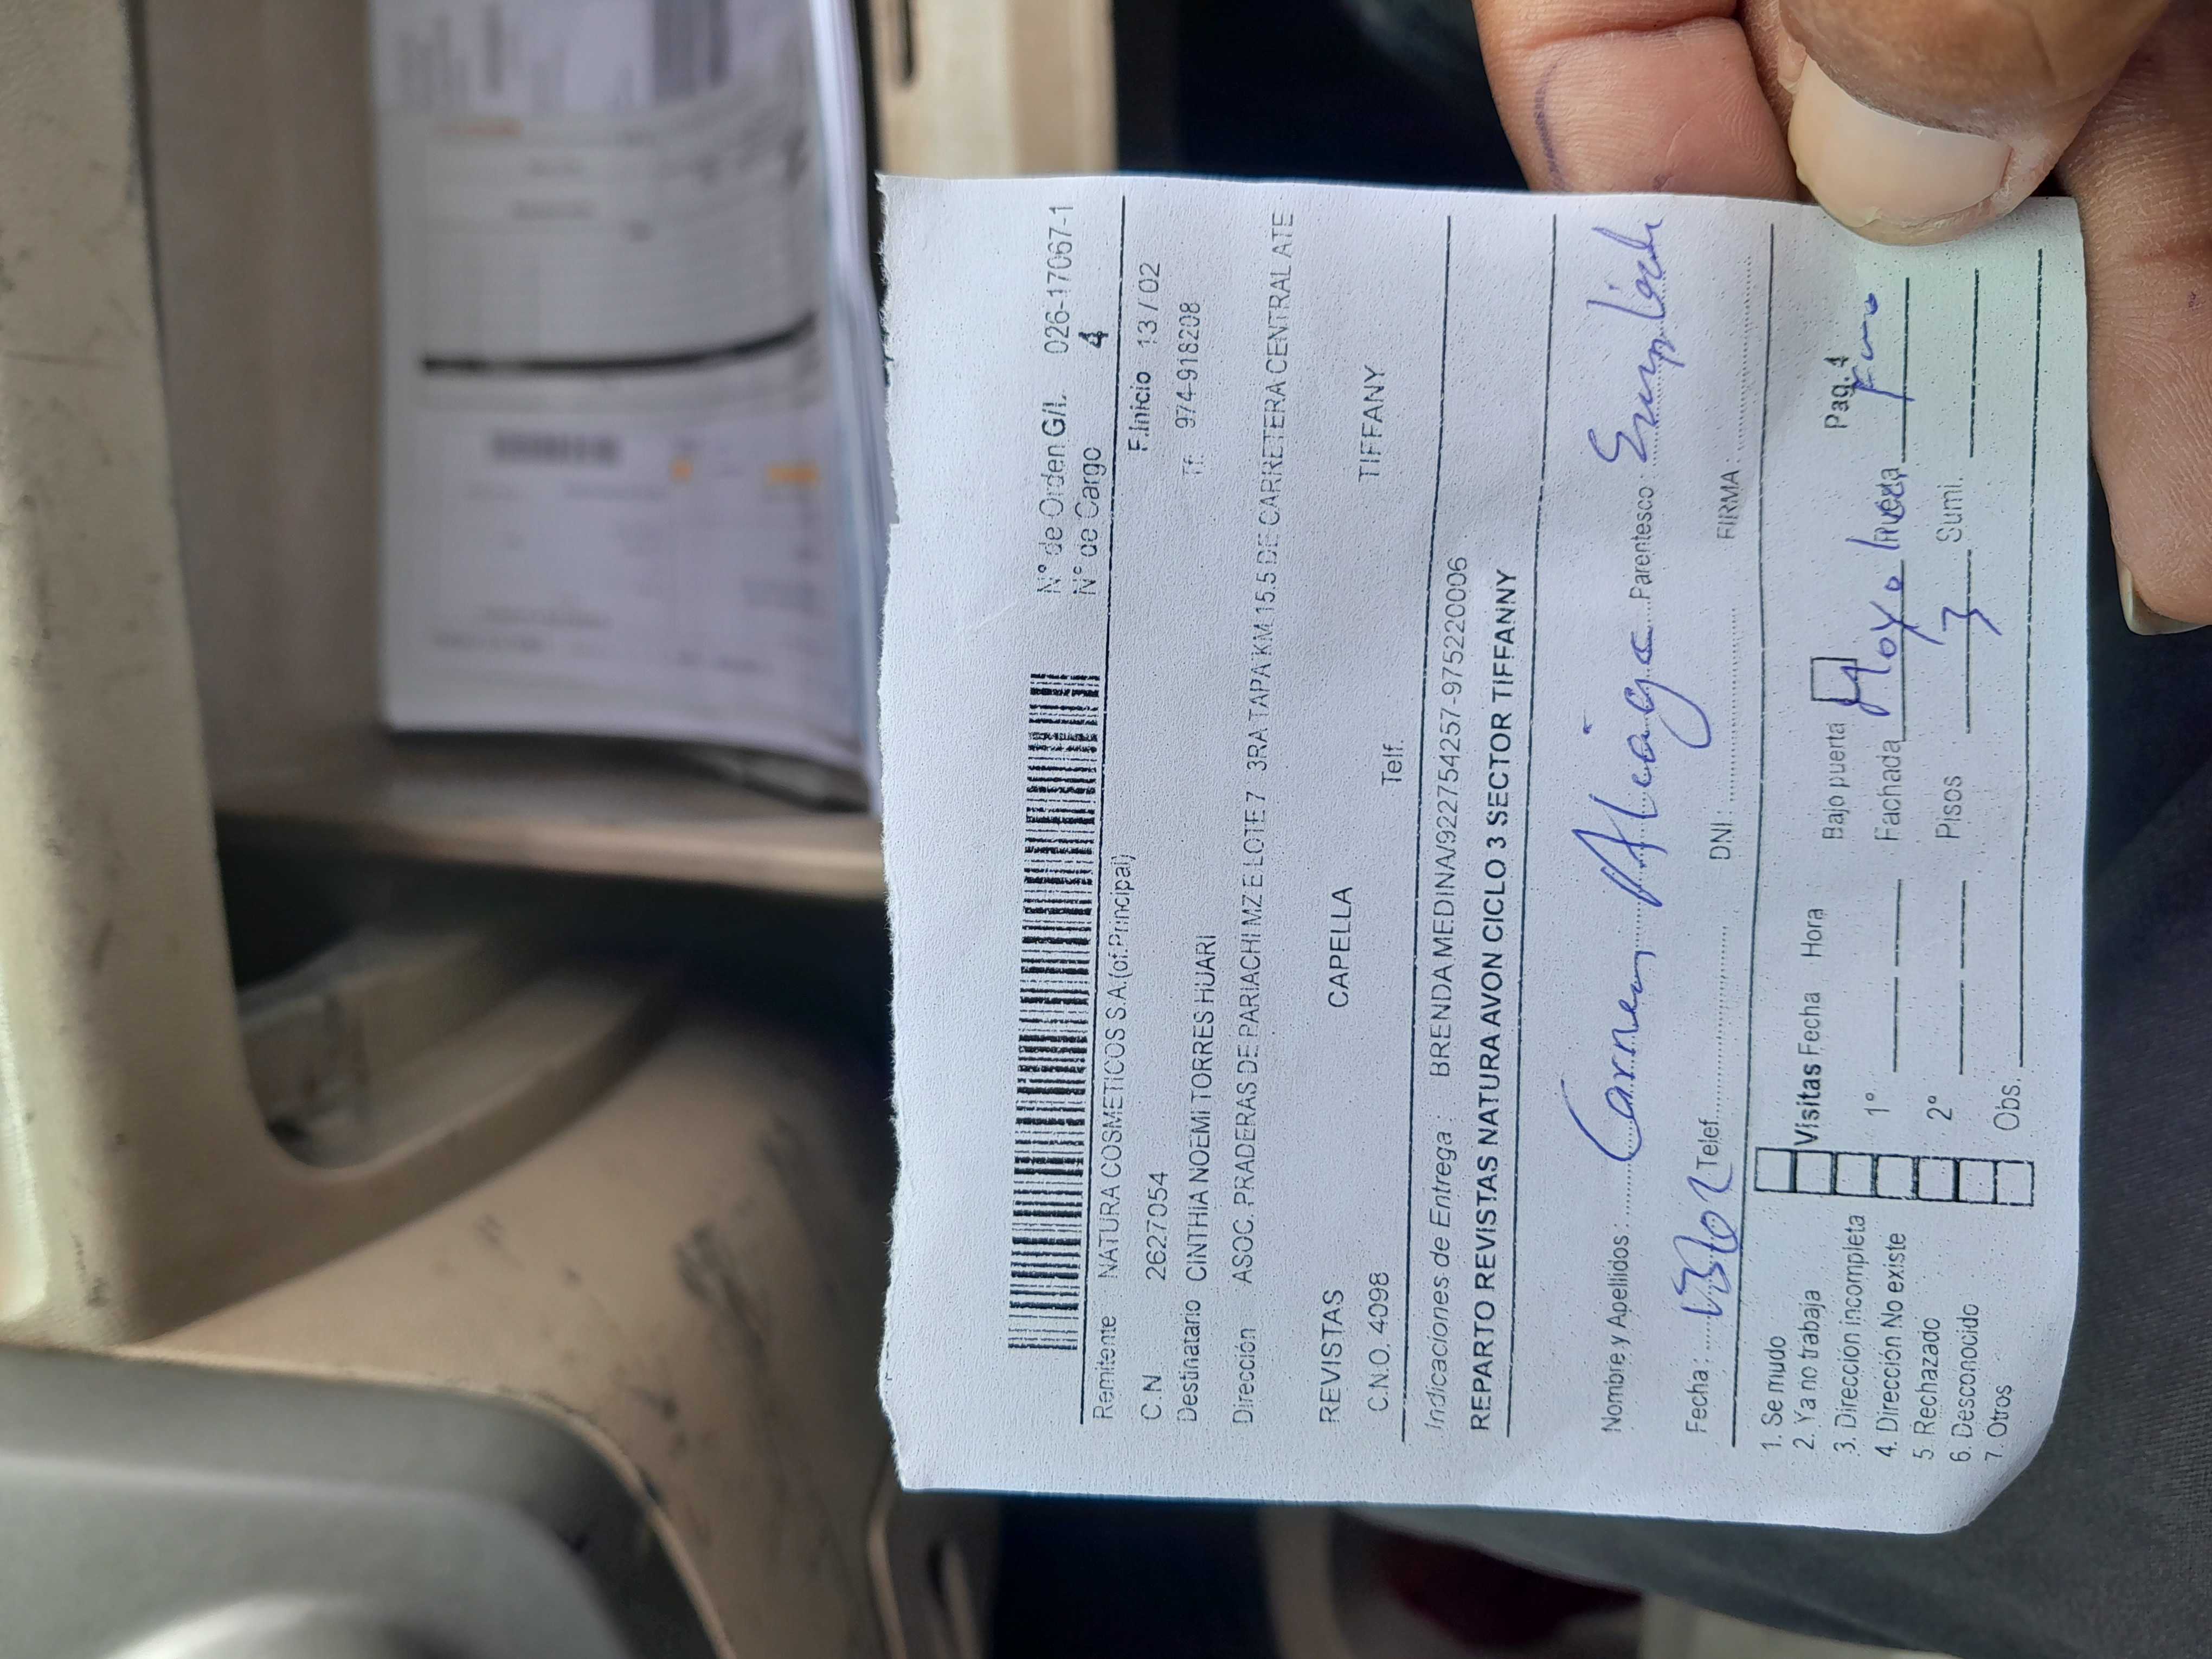 N° de Orden G/L 026-17067-1
N° de Cargo 4
Remitente NATURA COSMETICOS S.A.(of.Principal) F.Inicio 13/02
C.N 2627054 Tf. 974-918208
Destinatario CINTHIA NOEMI TORRES HUARI
Dirección ASOC. PRADERAS DE PARIACHI MZ E LOTE 7 3RA TAPA KM 15.5 DE CARRETERA CENTRAL ATE
REVISTAS CAPELLA TIFFANY
C.N.O. 4098 Telf.
Indicaciones de Entrega : BRENDA MEDINA/922754257-975220006
REPARTO REVISTAS NATURA AVON CICLO 3 SECTOR TIFFANNY
Nombre y Apellidos : Carmen Aliaga Parentesco :
Fecha : 13/02 Telef. DNI : FIRMA :
1. Se mudo Pag. 4
2. Ya no trabaja Visitas Fecha Hora Bajo puerta
3. Dirección incompleta 1° Fachada
4. Dirección No existe
5. Rechazado 2° Pisos 3 Sumi.
6. Desconocido
7. Otros Obs.